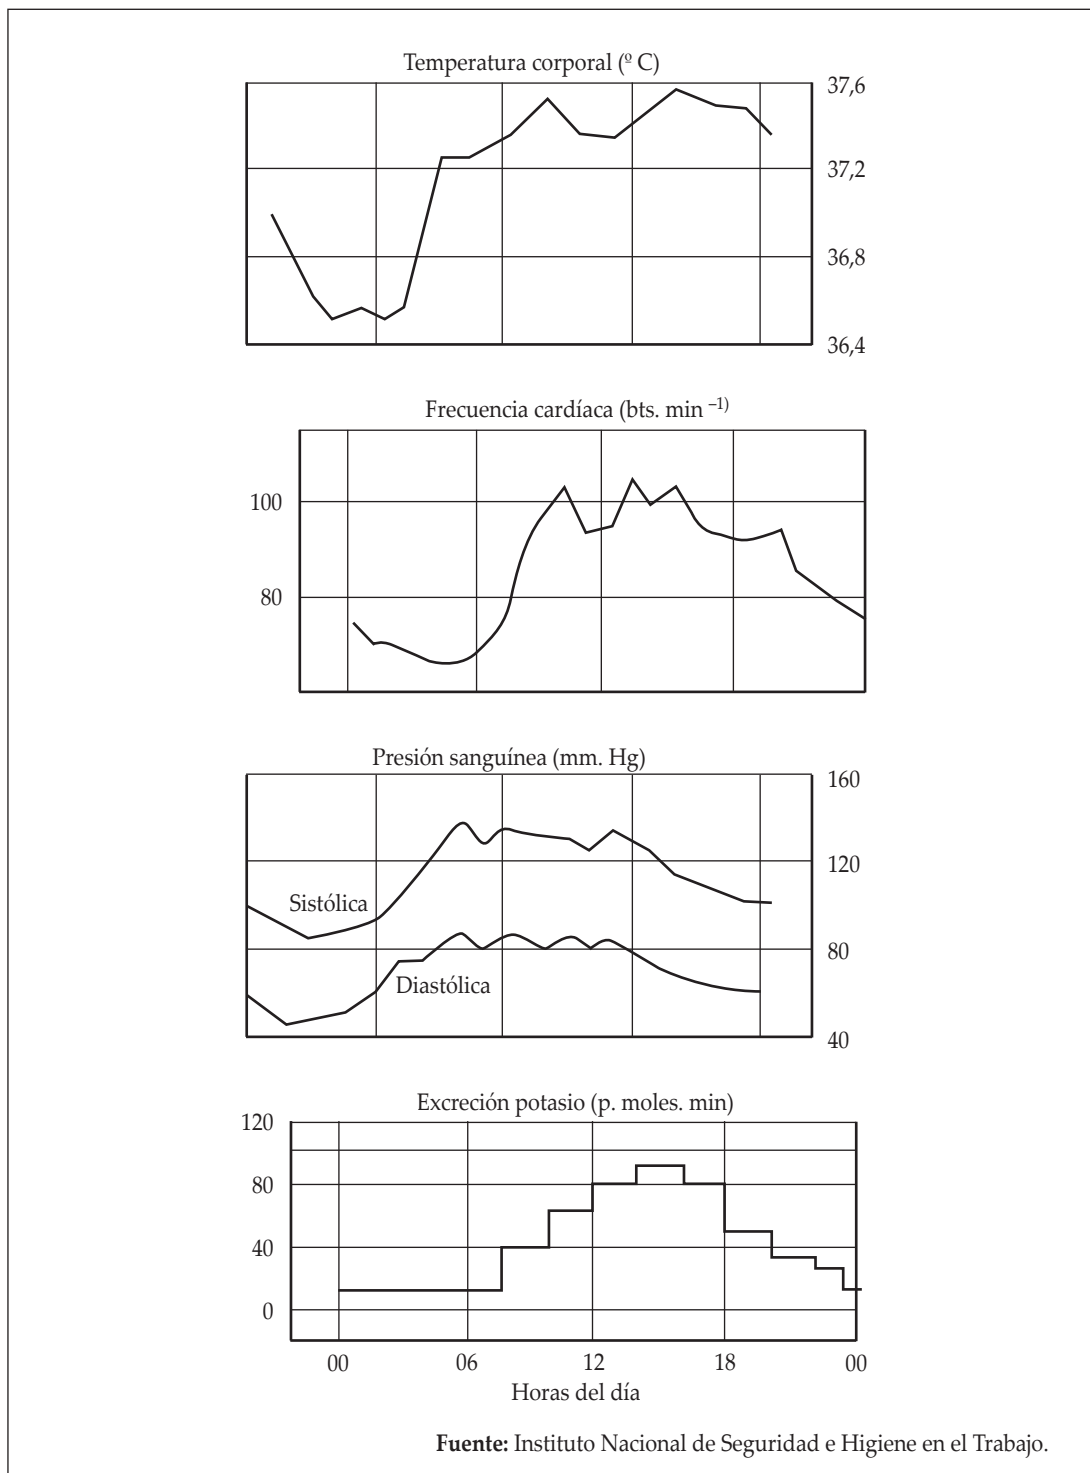 Temperatura corporal (º C)
37,6
37,2
36,8
36,4
Frecuencia cardíaca (bts. min –1)
100
80
Presión sanguínea (mm. Hg)
160
120
80
40
Sistólica
Diastólica
Excreción potasio (p. moles. min)
120
80
40
0
00 06 12 18 00
Horas del día
Fuente: Instituto Nacional de Seguridad e Higiene en el Trabajo.